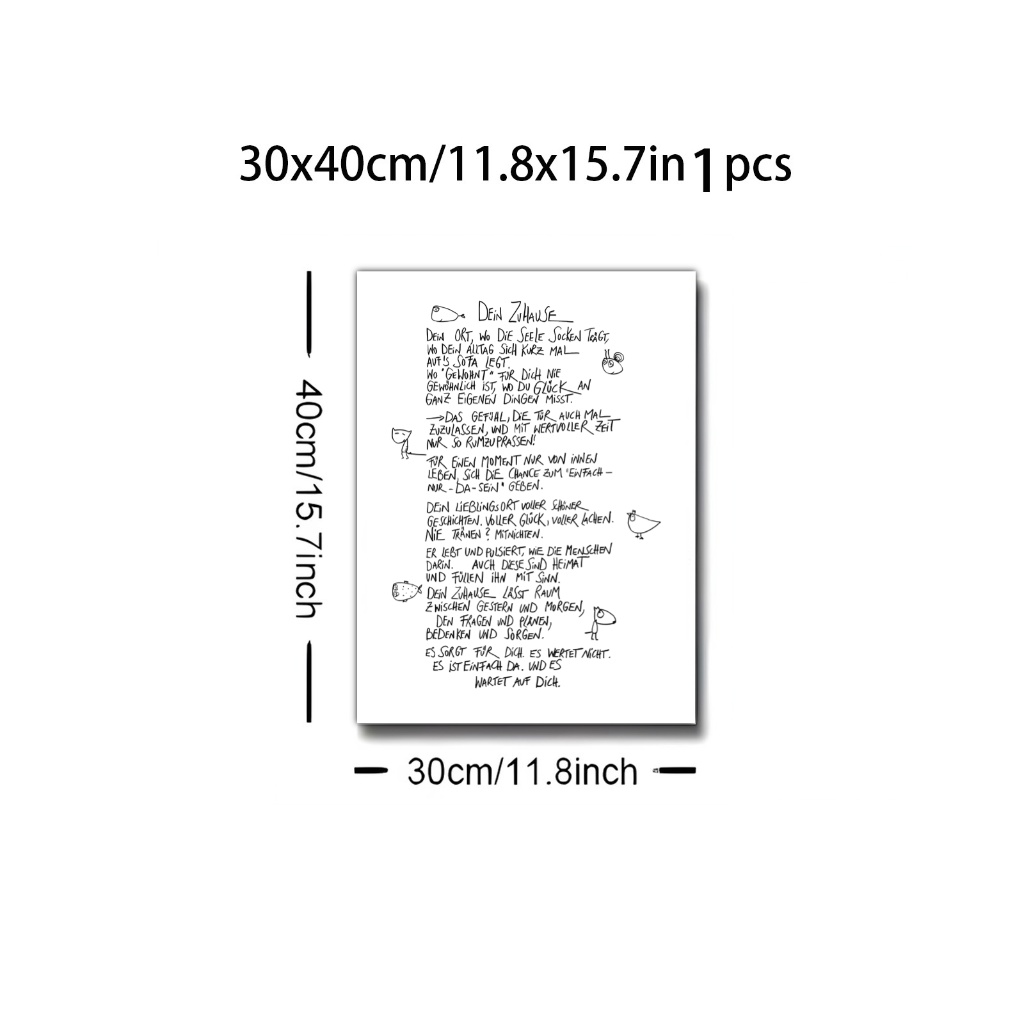 30x40cm/11.8x15.7in 1 pcs
DEIN ZUHAUSE
DEIN ORT, WO DIE SEELE SOCKEN TRÄGT,
WO DEIN ALLTAG SICH KURZ MAL
AUF'S SOFA LEGT.
WO "GEWOHNT" FÜR DICH NIE
GEWÖHNLICH IST, WO DU GLÜCK AN
GANZ EIGENEN DINGEN MISST.
→DAS GEFÜHL, DIE TÜR AUCH MAL
ZUZULASSEN, UND MIT WERTVOLLER ZEIT
NUR SO RUMZUPRASSEN!
FÜR EINEN MOMENT NUR VON INNEN
LEBEN, SICH DIE CHANCE ZUM "EINFACH-
NUR-DA-SEIN" GEBEN.
DEIN LIEBLINGSORT VOLLER SCHÖNER
GESCHICHTEN. VOLLER GLÜCK, VOLLER LACHEN.
NIE TRÄNEN? MITNICHTEN.
ER LEBT UND PULSIERT, WIE DIE MENSCHEN
DARIN. AUCH DIESE SIND HEIMAT
UND FÜLLEN IHN MIT SINN.
DEIN ZUHAUSE LÄSST RAUM
ZWISCHEN GESTERN UND MORGEN,
DEN FRAGEN UND PLÄNEN,
BEDENKEN UND SORGEN.
ES SORGT FÜR DICH. ES WERTET NICHT.
ES IST EINFACH DA. UND ES
WARTET AUF DICH.
40cm/15.7inch
30cm/11.8inch